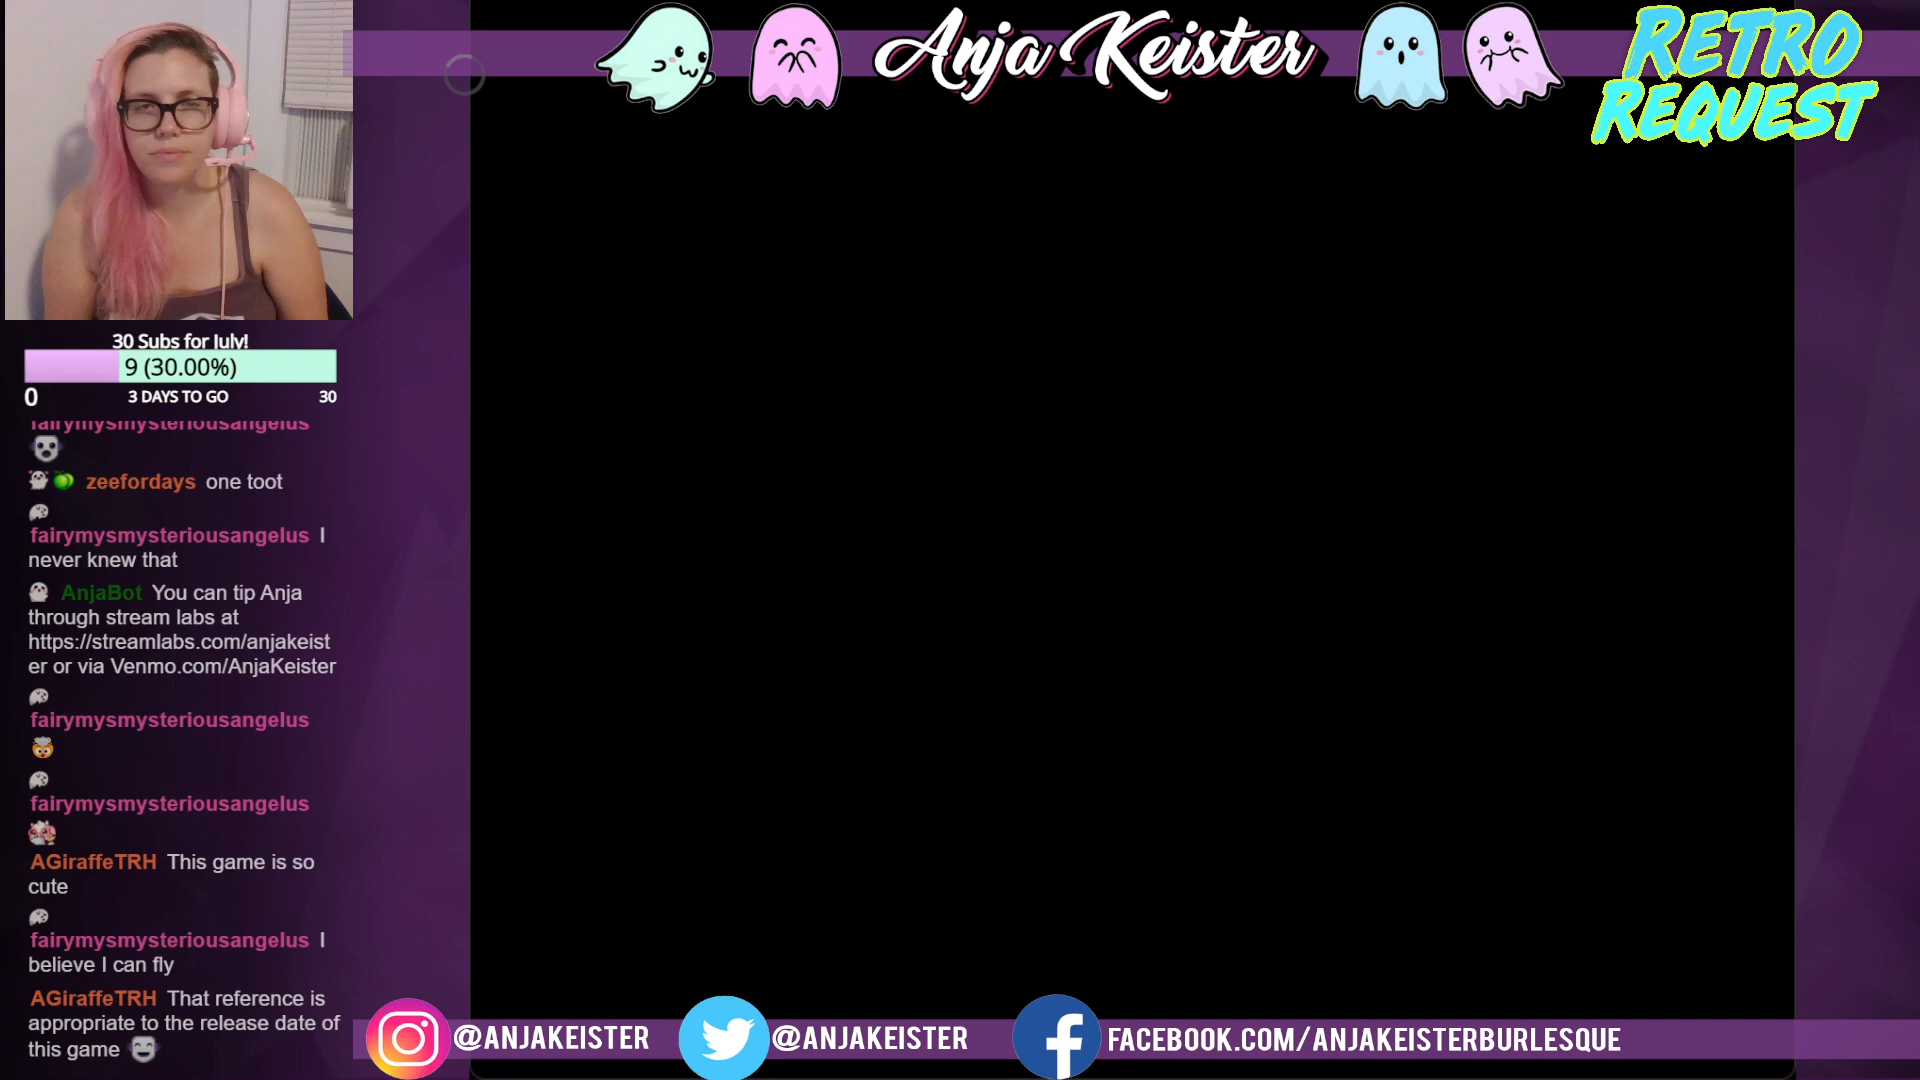 Anja Keister
RETRO
REQUEST
30 Subs for July!
9 (30.00%)
0
3 DAYS TO GO
30
fairymysmysteriousangelus
zeefordays one toot
fairymysmysteriousangelus I
never knew that
AnjaBot You can tip Anja
through stream labs at
https://streamlabs.com/anjakeist
er or via Venmo.com/AnjaKeister
fairymysmysteriousangelus
fairymysmysteriousangelus
AGiraffeTRH This game is so
cute
fairymysmysteriousangelus I
believe I can fly
AGiraffeTRH That reference is
appropriate to the release date of
this game
@ANJAKEISTER
@ANJAKEISTER
FACEBOOK.COM/ANJAKEISTERBURLESQUE